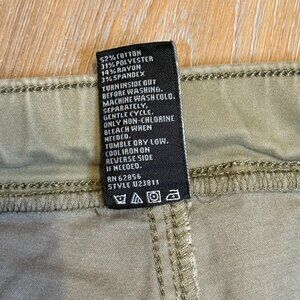 52% COTTON
31% POLYESTER
14% RAYON
3% SPANDEX
TURN INSIDE OUT
BEFORE WASHING.
MACHINE WASH COLD.
SEPARATELY,
GENTLE CYCLE.
ONLY NON-CHLORINE
BLEACH WHEN
NEEDED.
TUMBLE DRY LOW.
COOL IRON ON
REVERSE SIDE
IF NEEDED.
RN 62856
STYLE U23811